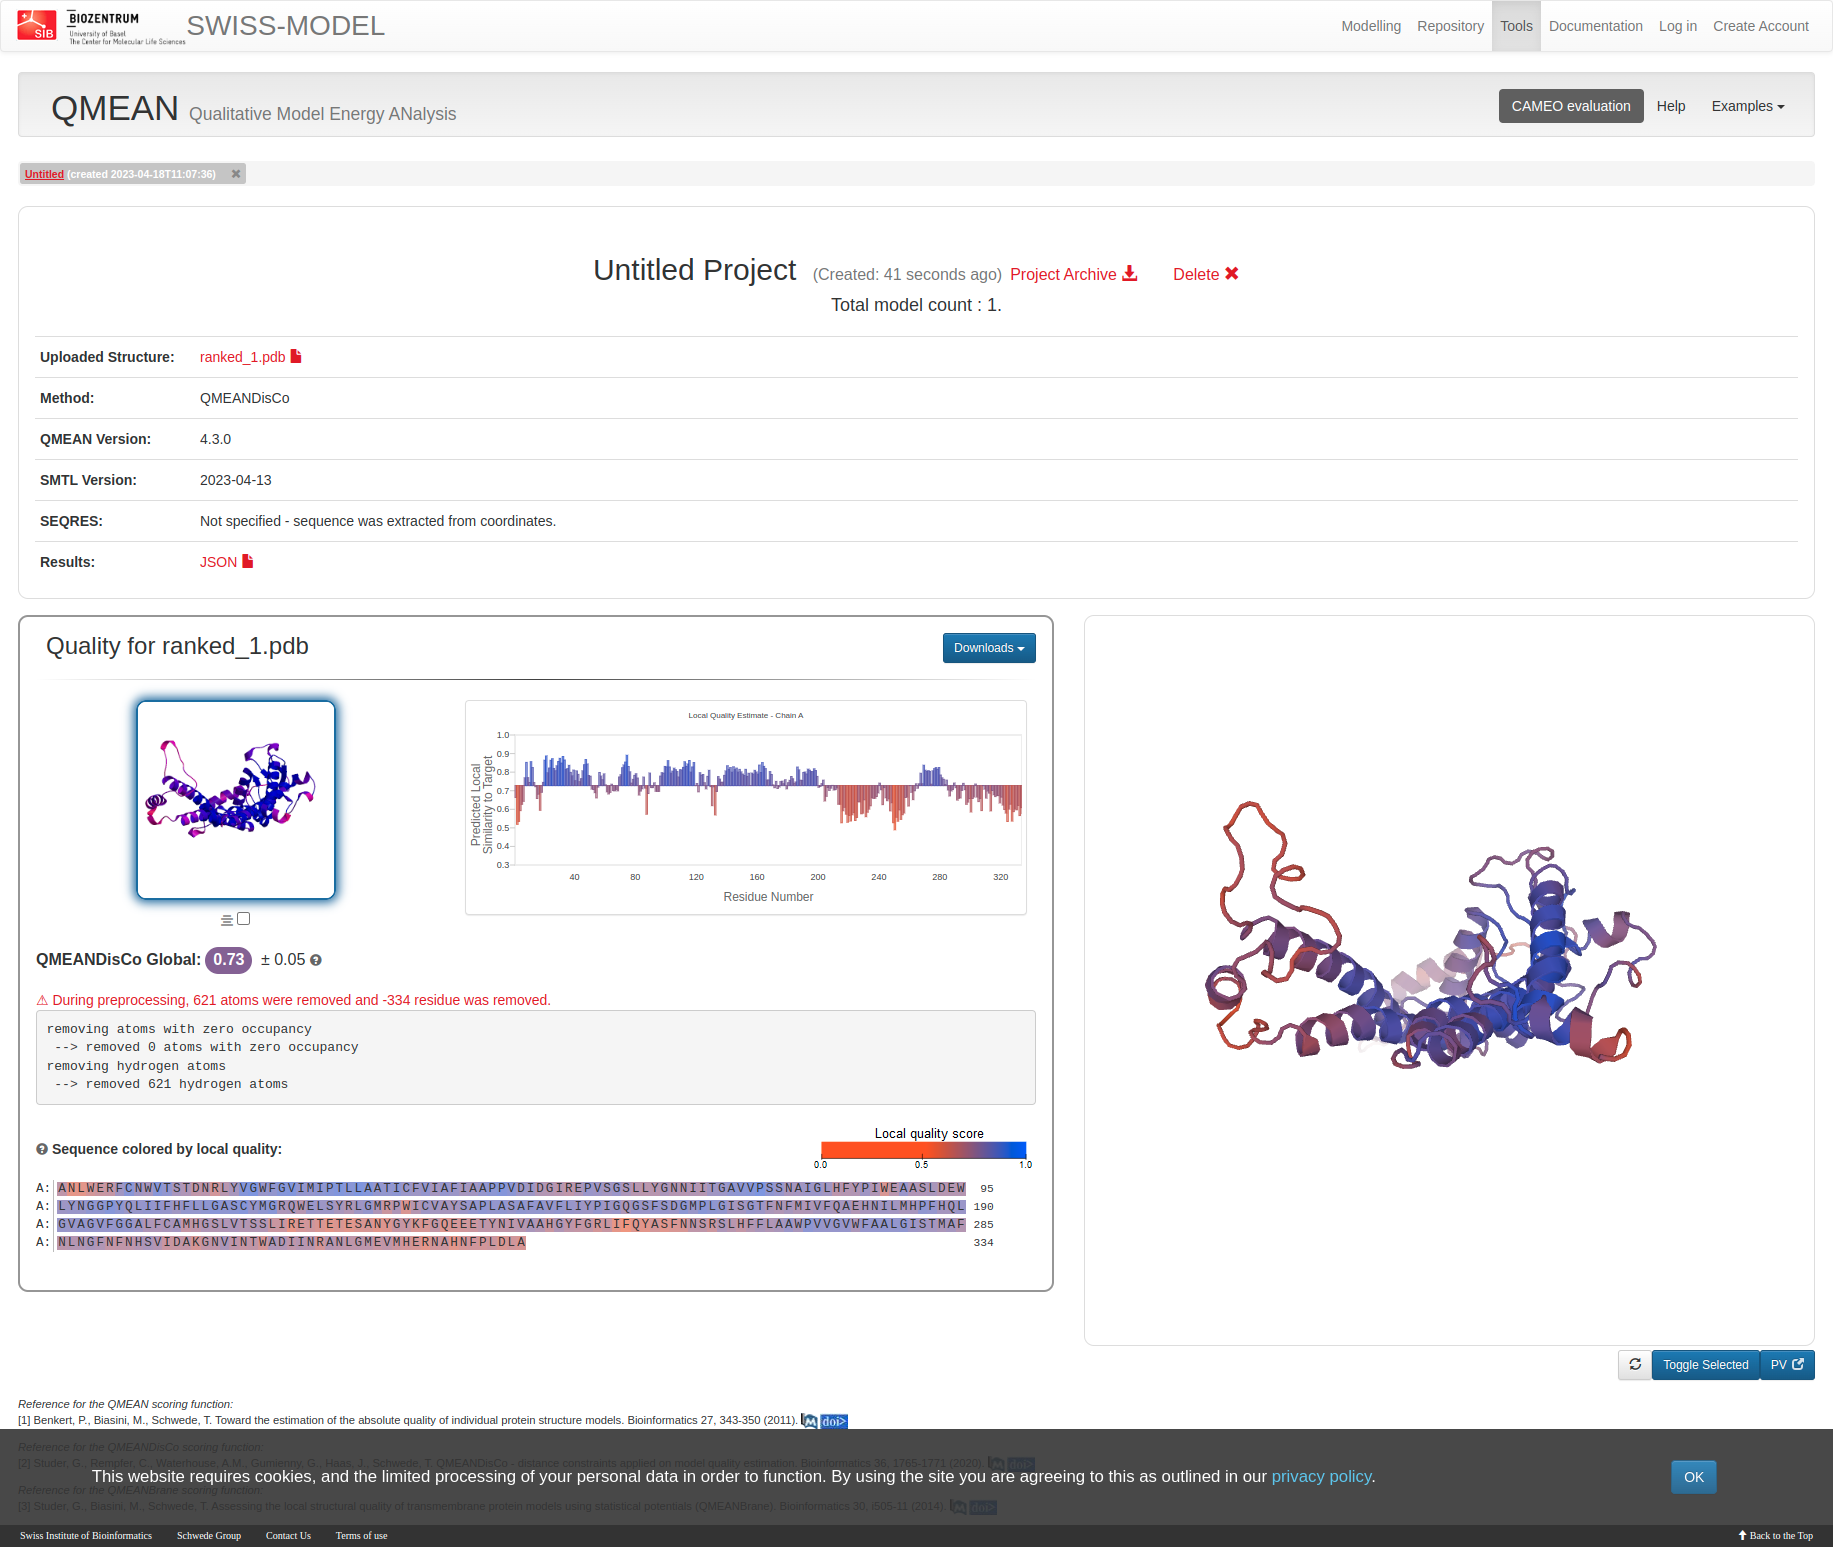 SIB
BIOZENTRUM
University of Basel
The Center for Molecular Life Sciences
SWISS-MODEL
Modelling Repository Tools Documentation Log in Create Account
QMEAN Qualitative Model Energy ANalysis
CAMEO evaluation Help Examples
Untitled (created 2023-04-18T11:07:36)
Untitled Project (Created: 41 seconds ago) Project Archive Delete
Total model count : 1.
Uploaded Structure: ranked_1.pdb
Method: QMEANDisCo
QMEAN Version: 4.3.0
SMTL Version: 2023-04-13
SEQRES: Not specified - sequence was extracted from coordinates.
Results: JSON
Quality for ranked_1.pdb
Downloads
Local Quality Estimate - Chain A
Predicted Local
Similarity to Target
1.0
0.9
0.8
0.7
0.6
0.5
0.4
0.3
40 80 120 160 200 240 280 320
Residue Number
QMEANDisCo Global: 0.73 ± 0.05
⚠ During preprocessing, 621 atoms were removed and -334 residue was removed.
removing atoms with zero occupancy
--> removed 0 atoms with zero occupancy
removing hydrogen atoms
--> removed 621 hydrogen atoms
Sequence colored by local quality:
Local quality score
0.0 0.5 1.0
A: ANLWERFCNWVTSTDNRLYVGWFGVIMIPTLLAATICFVIAFIAAPPVDIDGIREPVSGSLLYGNNIITGAVVPSSNAIGLHFYPIWEAASLDEW 95
A: LYNGGPYQLIIFHFLLGASCYMGRQWELSYRLGMRPWICVAYSAPLASAFAVFLIYPIGQGSFSDGMPLGISGTFNFMIVFQAEHNILMHPFHQL 190
A: GVAGVFGGALFCAMHGSLVTSSLIRETTETESANYGYKFGQEEETYNIVAAHGYFGRLIFQYASFNNSRSLHFFLAAWPVVGVWFAALGISTMAF 285
A: NLNGFNFNHSVIDAKGNVINTWADIINRANLGMEVMHERNAHNFPLDLA 334
Toggle Selected PV
Reference for the QMEAN scoring function:
[1] Benkert, P., Biasini, M., Schwede, T. Toward the estimation of the absolute quality of individual protein structure models. Bioinformatics 27, 343-350 (2011). M doi>
Reference for the QMEANDisCo scoring function:
[2] Studer, G., Rempfer, C., Waterhouse, A.M., Gumienny, G., Haas, J., Schwede, T. QMEANDisCo - distance constraints applied on model quality estimation. Bioinformatics 36, 1765-1771 (2020). M doi>
This website requires cookies, and the limited processing of your personal data in order to function. By using the site you are agreeing to this as outlined in our privacy policy.
OK
Reference for the QMEANBrane scoring function:
[3] Studer, G., Biasini, M., Schwede, T. Assessing the local structural quality of transmembrane protein models using statistical potentials (QMEANBrane). Bioinformatics 30, i505-11 (2014). M doi>
Swiss Institute of Bioinformatics Schwede Group Contact Us Terms of use Back to the Top